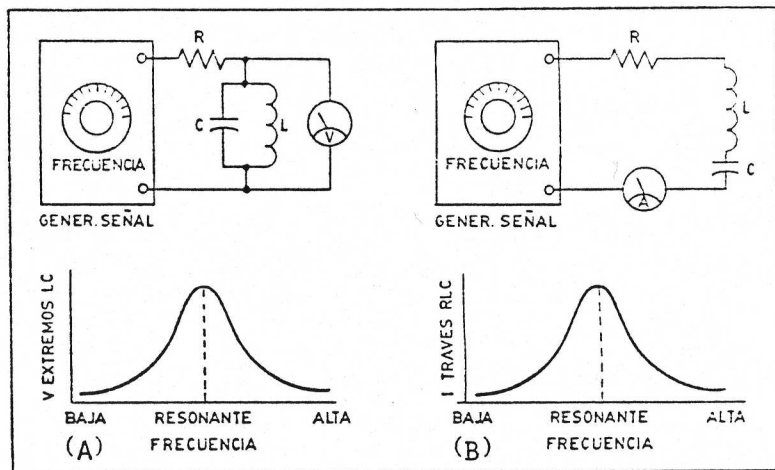 R
C
L
V
FRECUENCIA
GENER. SEÑAL
V EXTREMOS LC
BAJA RESONANTE ALTA
FRECUENCIA
(A)
R
L
C
A
FRECUENCIA
GENER. SEÑAL
I TRAVES RLC
BAJA RESONANTE ALTA
FRECUENCIA
(B)